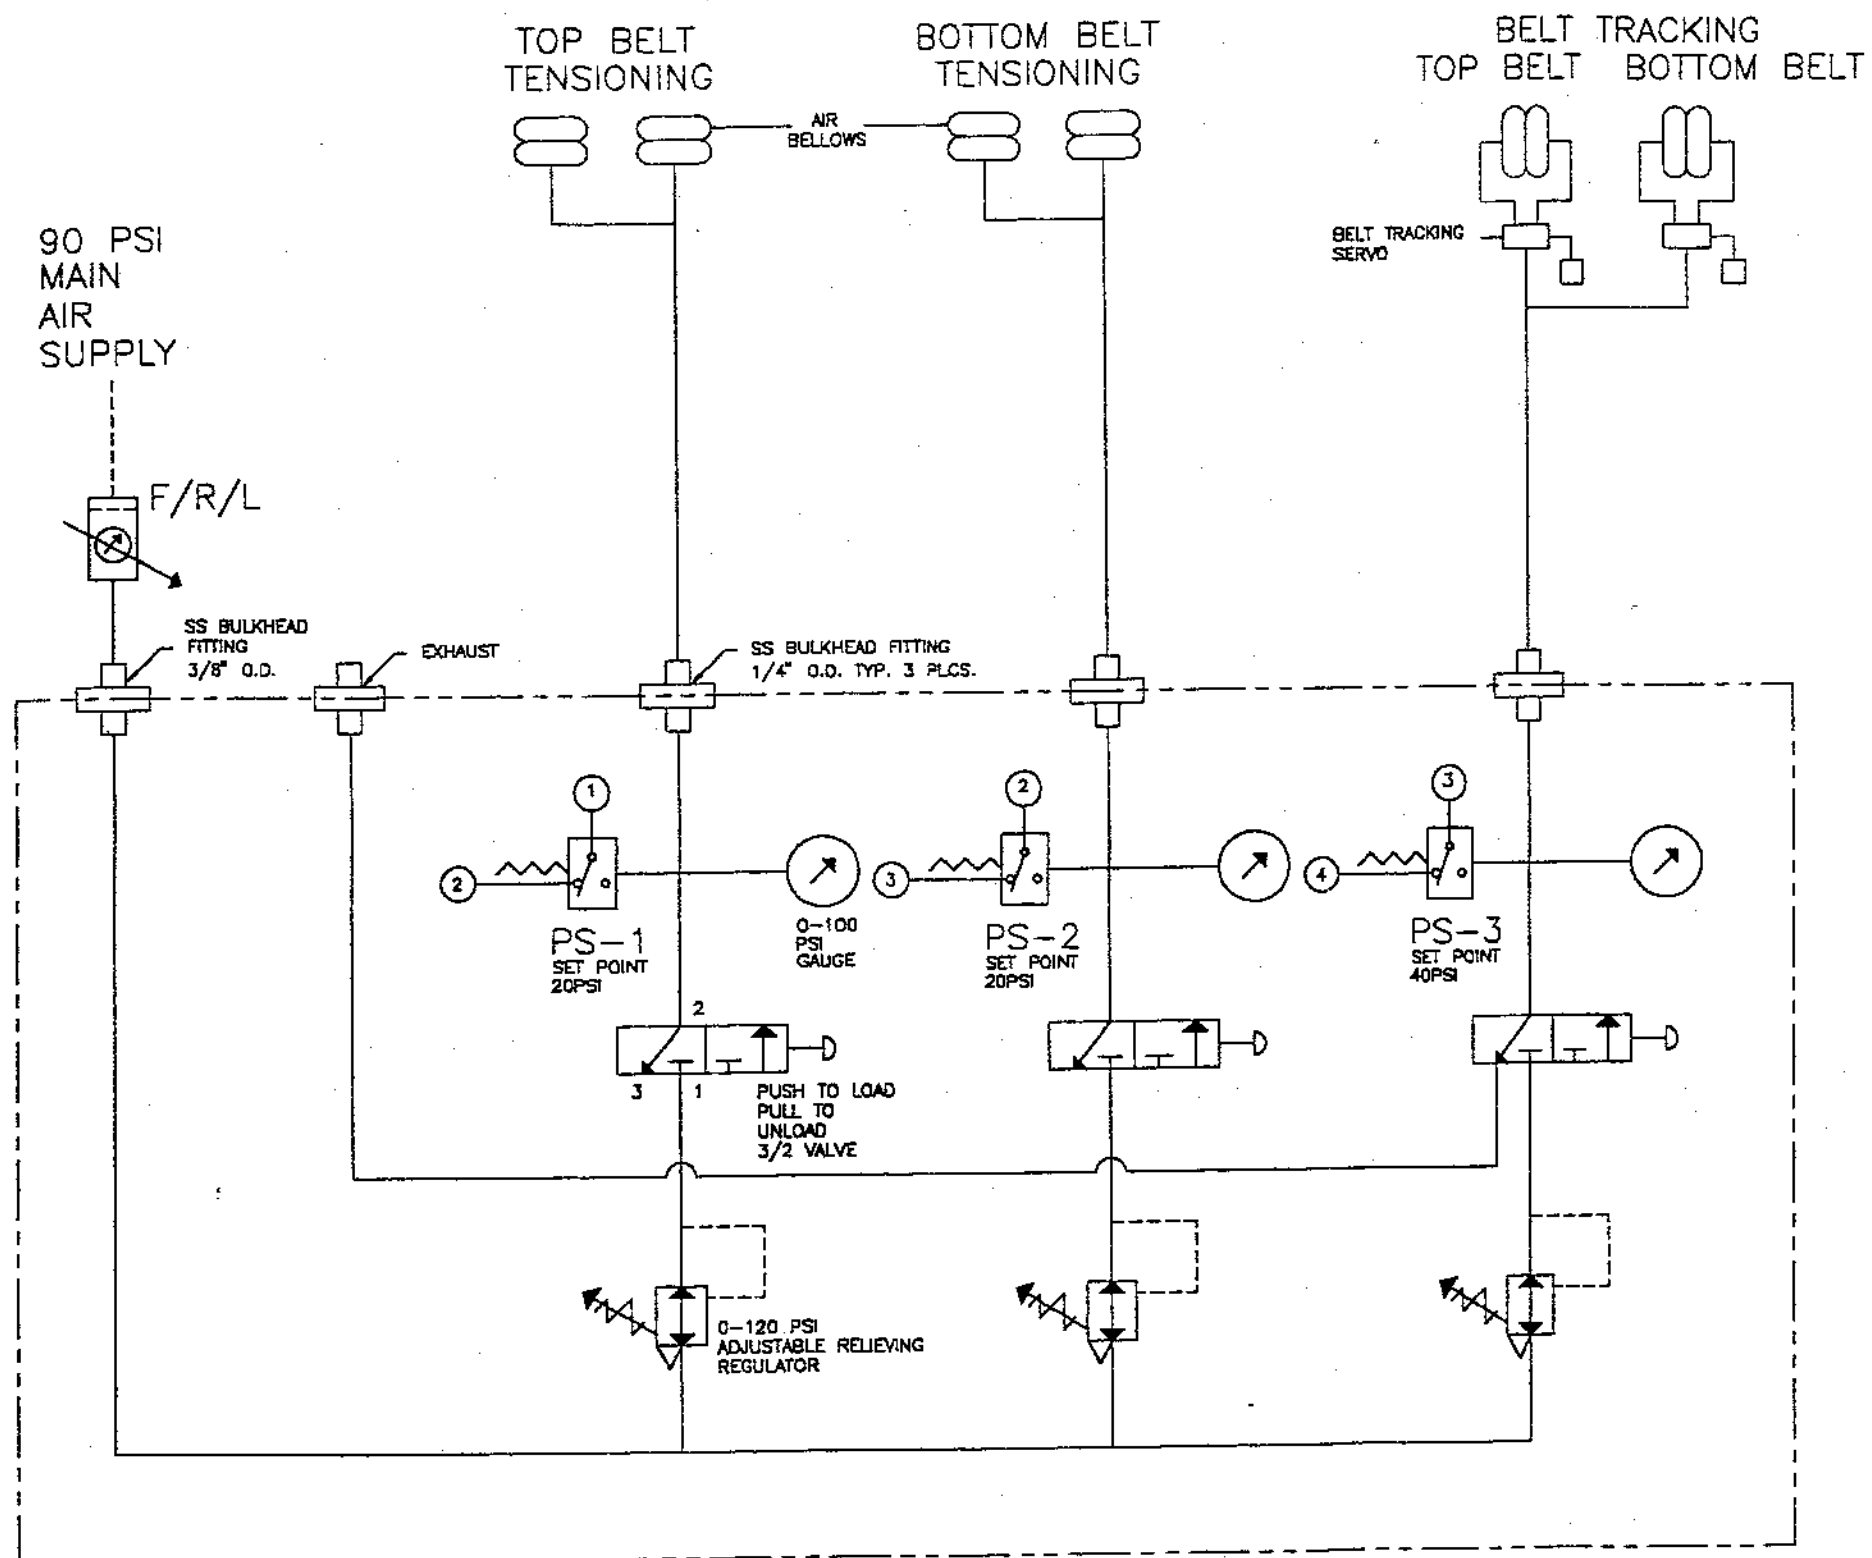 TOP BELT
TENSIONING
BOTTOM BELT
TENSIONING
BELT TRACKING
TOP BELT BOTTOM BELT
AIR
BELLOWS
90 PSI
MAIN
AIR
SUPPLY
BELT TRACKING
SERVO
F/R/L
SS BULKHEAD
FITTING
3/8" O.D.
EXHAUST
SS BULKHEAD FITTING
1/4" O.D. TYP. 3 PLCS.
1
2
PS-1
SET POINT
20PSI
0-100
PSI
GAUGE
2
3
PS-2
SET POINT
20PSI
3
4
PS-3
SET POINT
40PSI
2
3
1
PUSH TO LOAD
PULL TO
UNLOAD
3/2 VALVE
0-120 PSI
ADJUSTABLE RELIEVING
REGULATOR